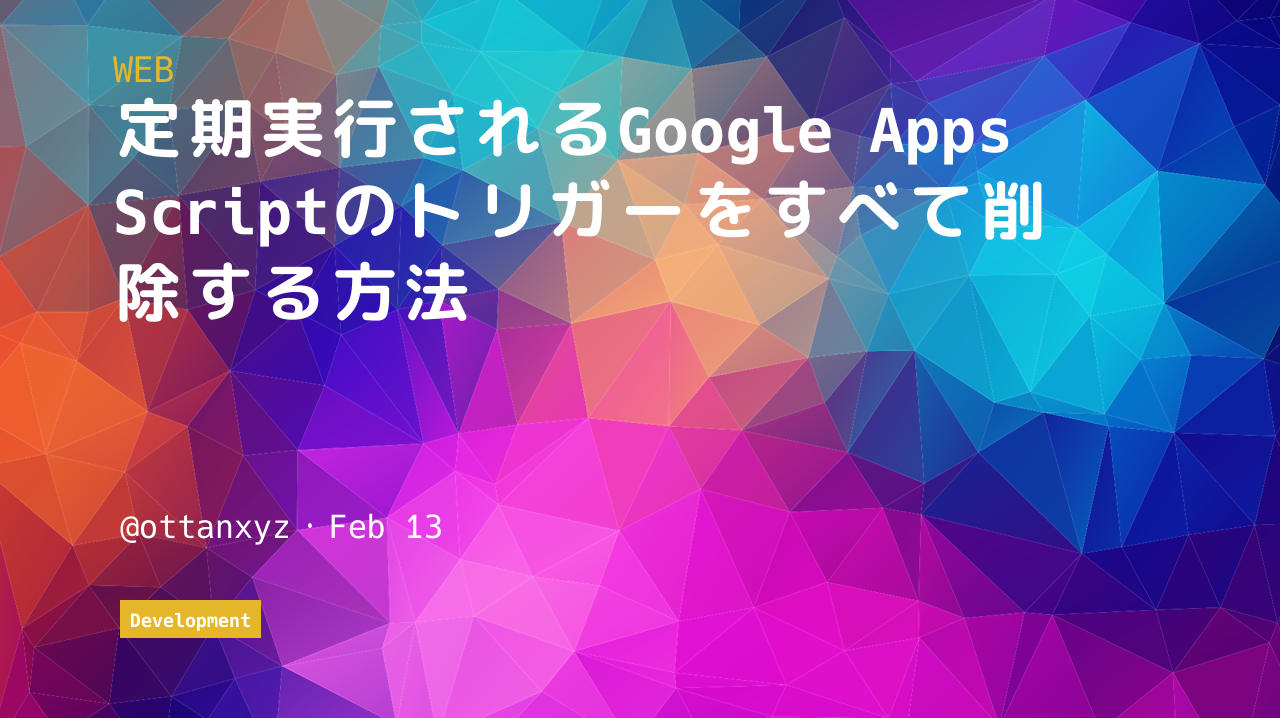 WEB
定期実行されるGoogle Apps
Scriptのトリガーをすべて削
除する方法
@ottanxyz・Feb 13
Development